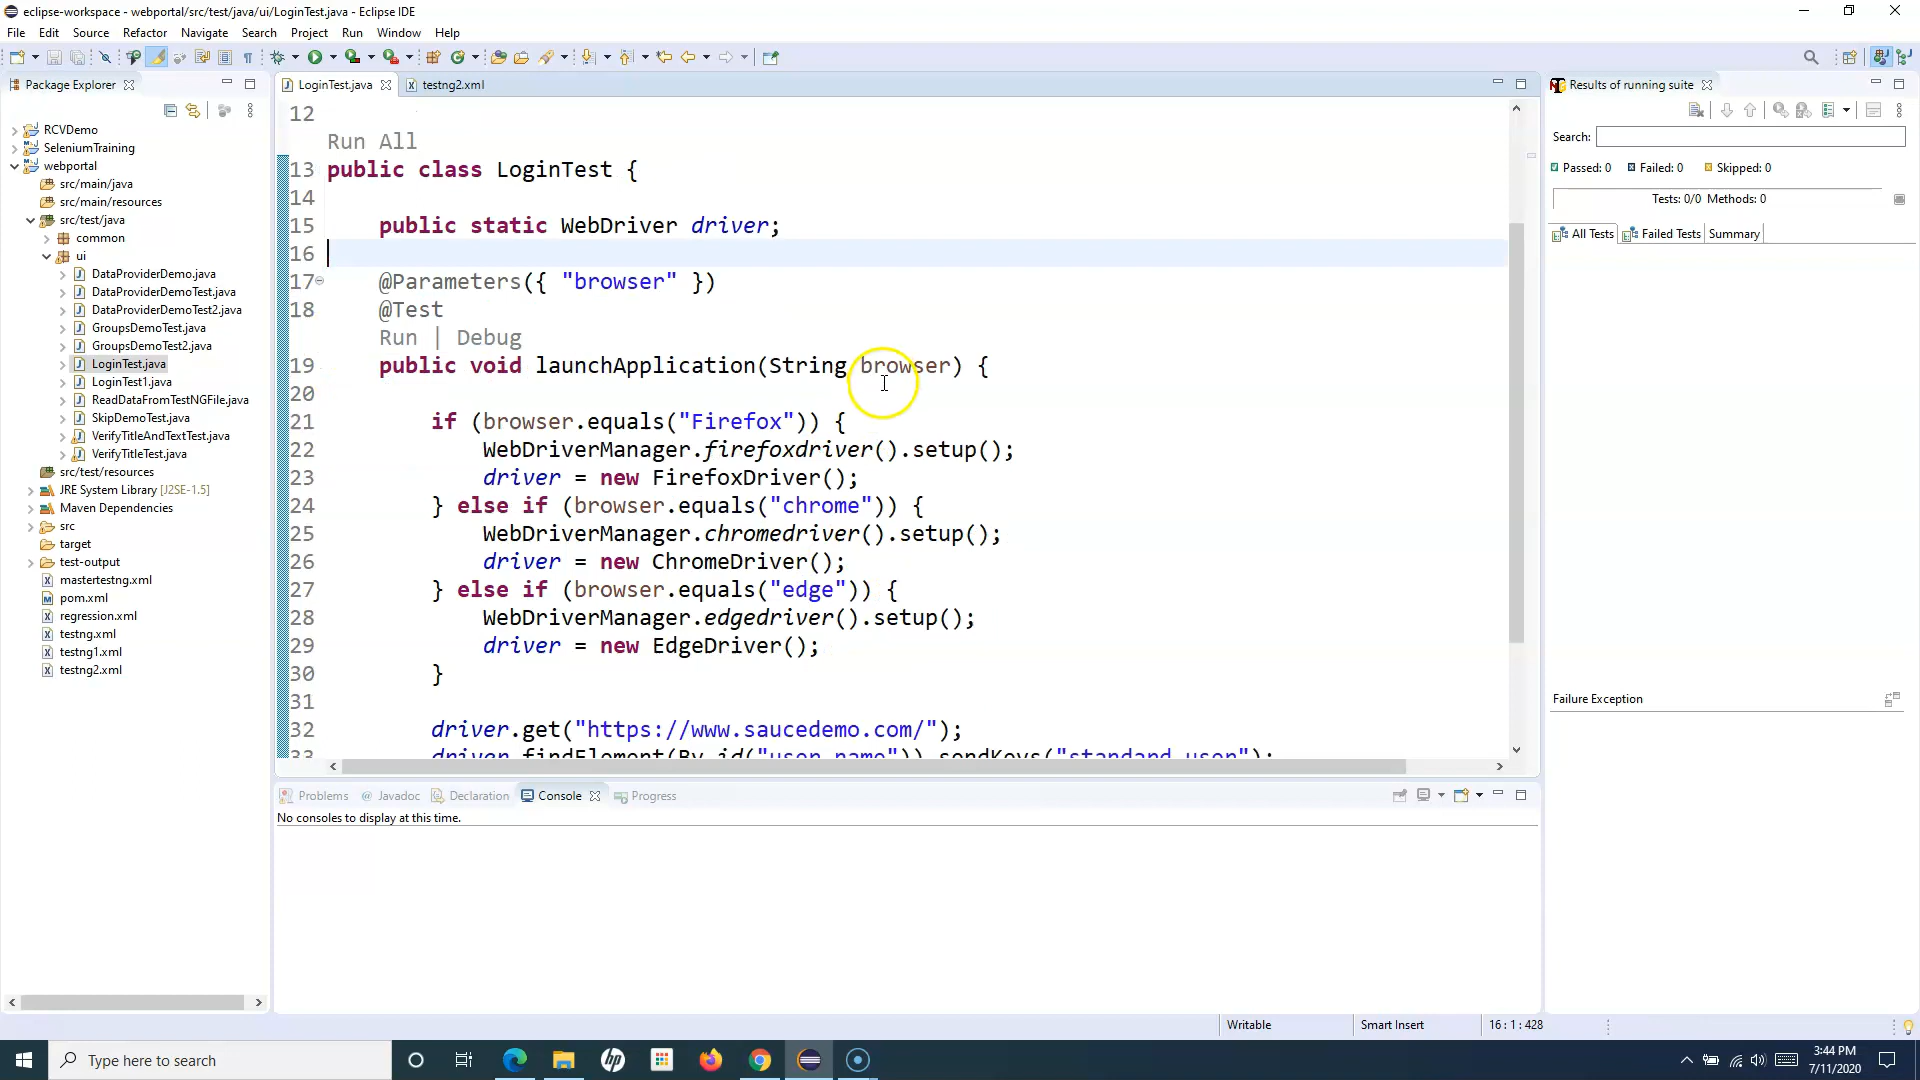 eclipse-workspace - webportal/src/test/java/ui/LoginTest.java - Eclipse IDE
File Edit Source Refactor Navigate Search Project Run Window Help
Package Explorer
RCVDemo
SeleniumTraining
webportal
src/main/java
src/main/resources
src/test/java
common
ui
DataProviderDemo.java
DataProviderDemoTest.java
DataProviderDemoTest2.java
GroupsDemoTest.java
GroupsDemoTest2.java
LoginTest.java
LoginTest1.java
ReadDataFromTestNGFile.java
SkipDemoTest.java
VerifyTitleAndTextTest.java
VerifyTitleTest.java
src/test/resources
JRE System Library [J2SE-1.5]
Maven Dependencies
src
target
test-output
mastertestng.xml
pom.xml
regression.xml
testng.xml
testng1.xml
testng2.xml
LoginTest.java testng2.xml
12
Run All
13 public class LoginTest {
14
15 public static WebDriver driver;
16
17 @Parameters({ "browser" })
18 @Test
Run | Debug
19 public void launchApplication(String browser) {
20
21 if (browser.equals("Firefox")) {
22 WebDriverManager.firefoxdriver().setup();
23 driver = new FirefoxDriver();
24 } else if (browser.equals("chrome")) {
25 WebDriverManager.chromedriver().setup();
26 driver = new ChromeDriver();
27 } else if (browser.equals("edge")) {
28 WebDriverManager.edgedriver().setup();
29 driver = new EdgeDriver();
30 }
31
32 driver.get("https://www.saucedemo.com/");
33 driver.findElement(By.id("user-name")).sendKeys("standard_user");
Problems @ Javadoc Declaration Console Progress
No consoles to display at this time.
Results of running suite
Search:
Passed: 0 Failed: 0 Skipped: 0
Tests: 0/0 Methods: 0
All Tests Failed Tests Summary
Failure Exception
Writable Smart Insert 16 : 1 : 428
Type here to search
hp
3:44 PM
7/11/2020